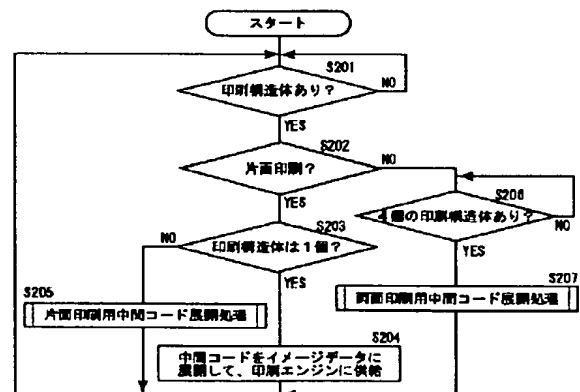 スタート
S201
印刷構造体あり?
NO
YES
S202
片面印刷?
NO
YES
S206
4個の印刷構造体あり?
NO
YES
S203
印刷構造体は1個?
NO
YES
S205
片面印刷用中間コード展開処理
S207
両面印刷用中間コード展開処理
S204
中間コードをイメージデータに
展開して、印刷エンジンに供給